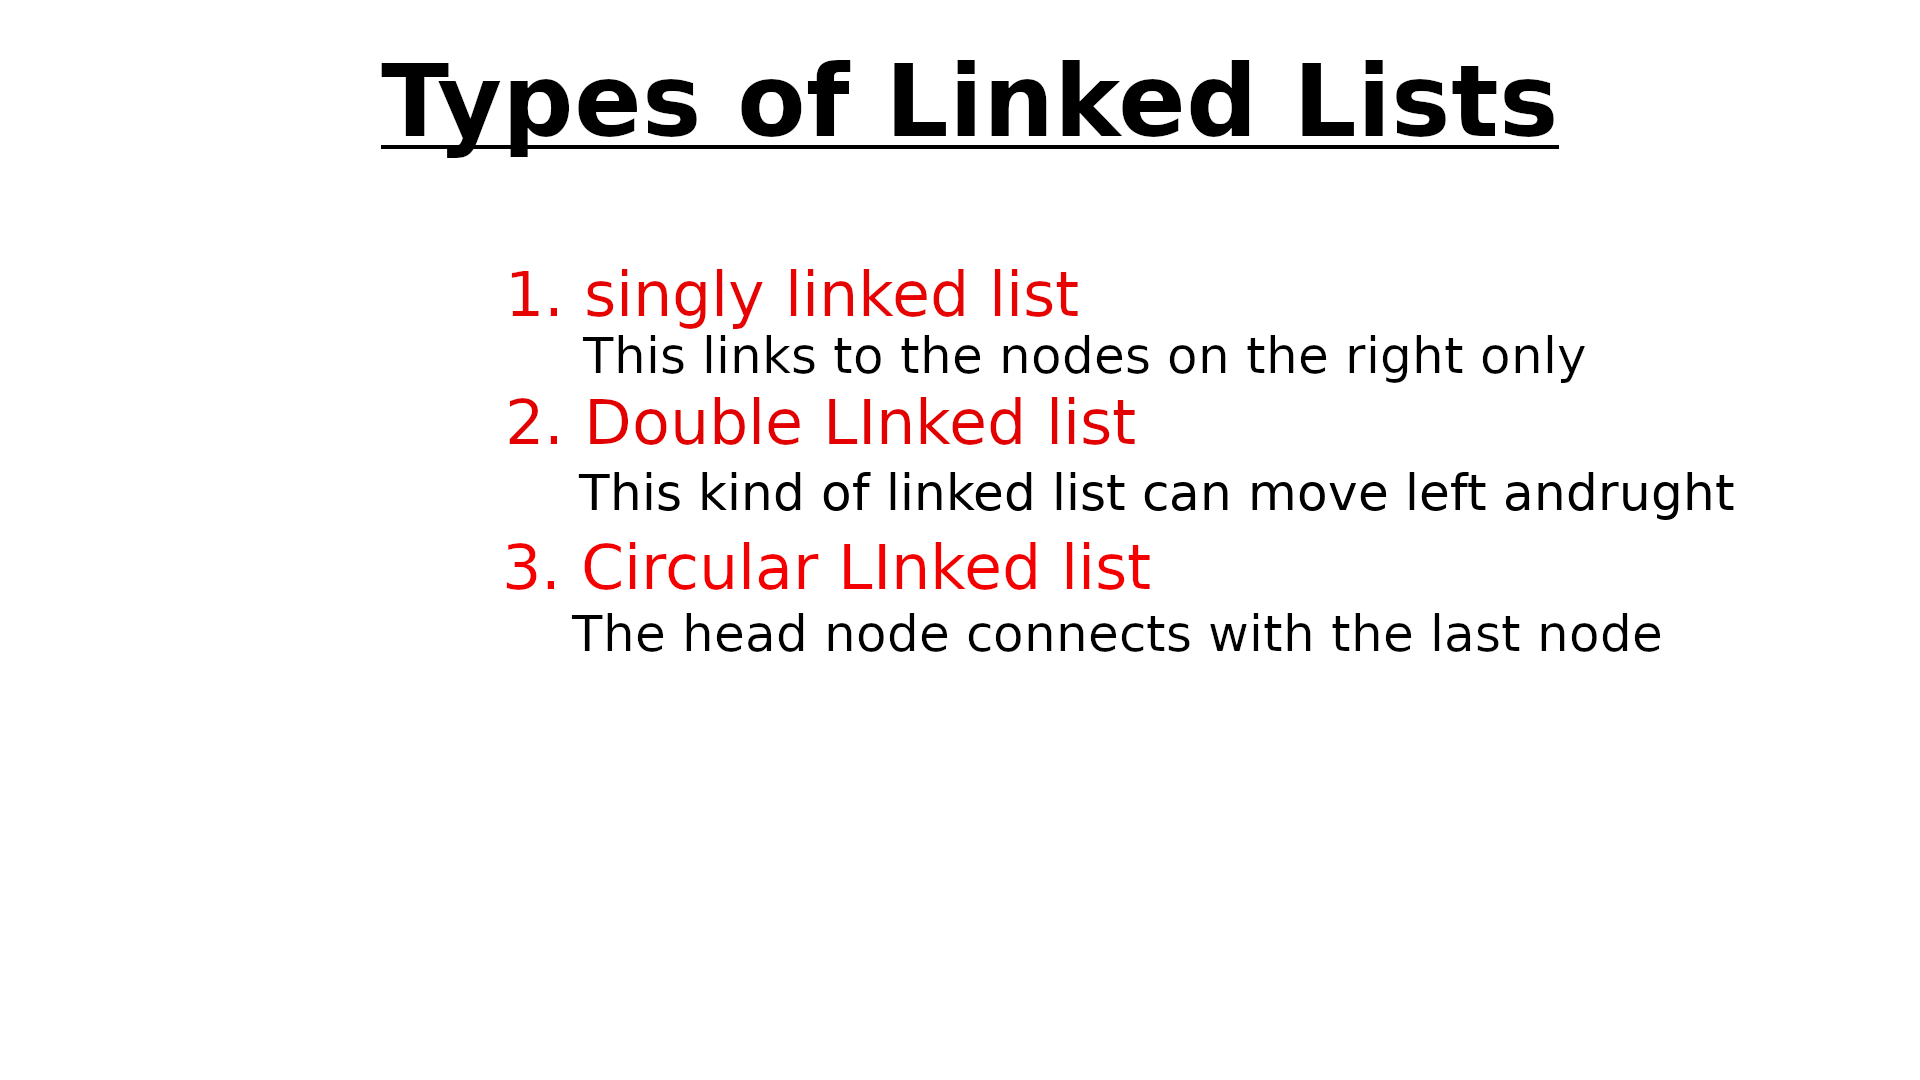 Types of Linked Lists
1. singly linked list
This links to the nodes on the right only
2. Double LInked list
This kind of linked list can move left andrught
3. Circular LInked list
The head node connects with the last node